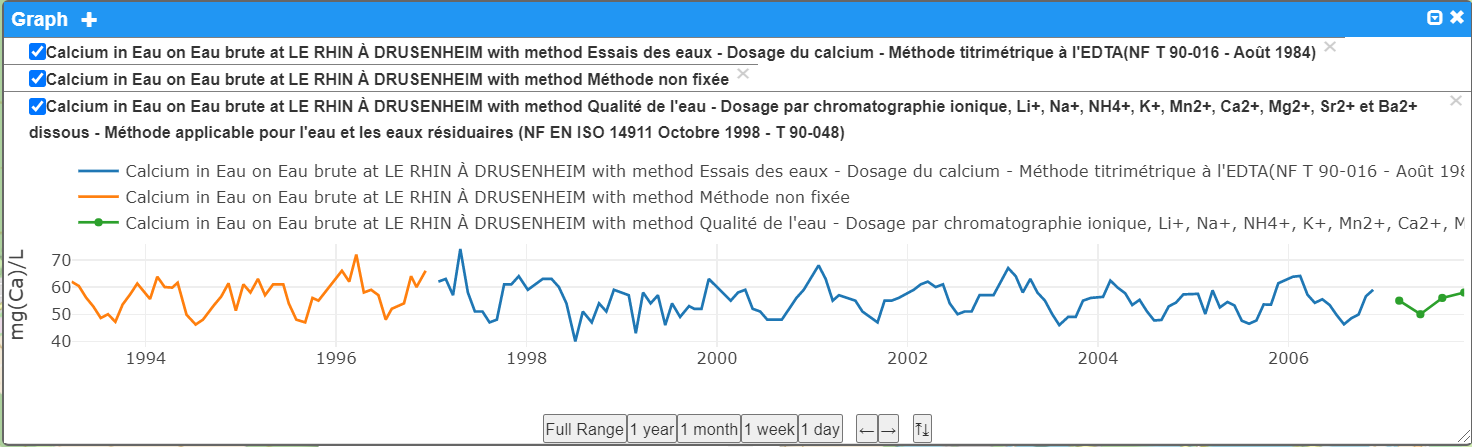 Graph +
Calcium in Eau on Eau brute at LE RHIN À DRUSENHEIM with method Essais des eaux - Dosage du calcium - Méthode titrimétrique à l'EDTA(NF T 90-016 - Août 1984) ×
Calcium in Eau on Eau brute at LE RHIN À DRUSENHEIM with method Méthode non fixée ×
Calcium in Eau on Eau brute at LE RHIN À DRUSENHEIM with method Qualité de l'eau - Dosage par chromatographie ionique, Li+, Na+, NH4+, K+, Mn2+, Ca2+, Mg2+, Sr2+ et Ba2+ ×
dissous - Méthode applicable pour l'eau et les eaux résiduaires (NF EN ISO 14911 Octobre 1998 - T 90-048)
Calcium in Eau on Eau brute at LE RHIN À DRUSENHEIM with method Essais des eaux - Dosage du calcium - Méthode titrimétrique à l'EDTA(NF T 90-016 - Août 198
Calcium in Eau on Eau brute at LE RHIN À DRUSENHEIM with method Méthode non fixée
Calcium in Eau on Eau brute at LE RHIN À DRUSENHEIM with method Qualité de l'eau - Dosage par chromatographie ionique, Li+, Na+, NH4+, K+, Mn2+, Ca2+, M
mg(Ca)/L
70
60
50
40
1994 1996 1998 2000 2002 2004 2006
Full Range 1 year 1 month 1 week 1 day ← → ⤒⤓